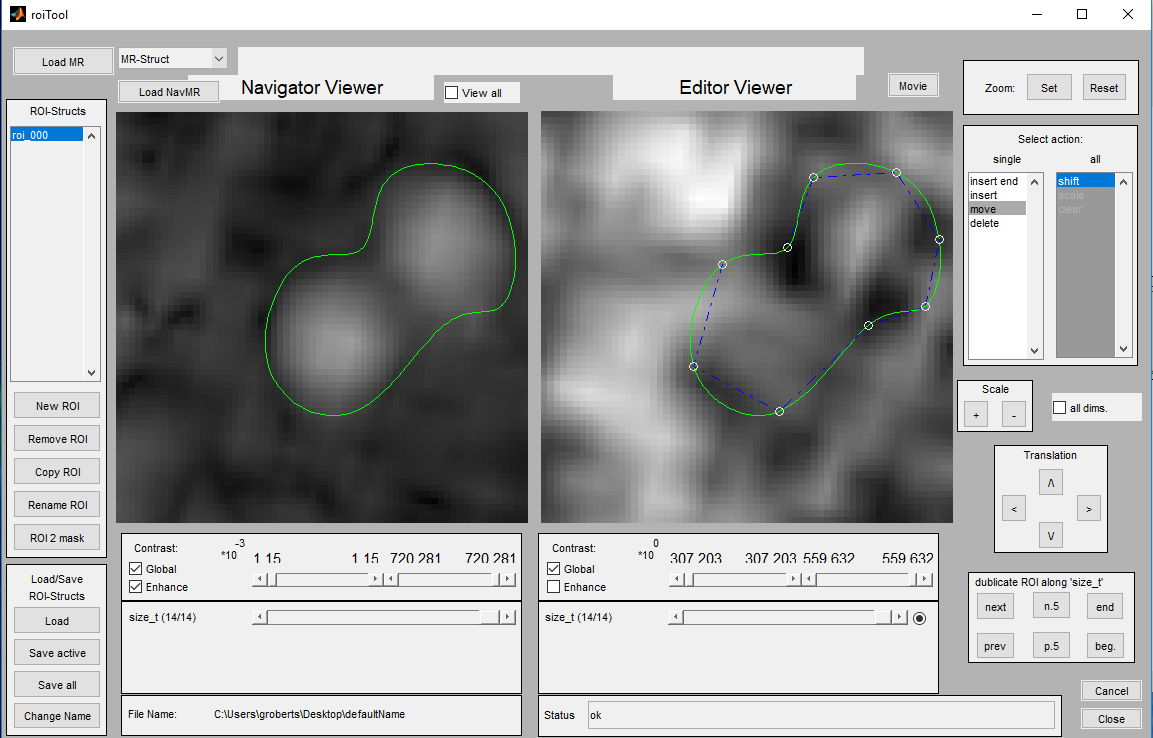 roiTool
Load MR
MR-Struct
Load NavMR
Navigator Viewer
View all
Editor Viewer
Movie
Zoom:
Set
Reset
ROI-Structs
roi_000
New ROI
Remove ROI
Copy ROI
Rename ROI
ROI 2 mask
Load/Save
ROI-Structs
Load
Save active
Save all
Change Name
Select action:
single
all
insert end
insert
move
delete
shift
scale
clear
Scale
+
-
all dims.
Translation
/\
<
>
\/
dublicate ROI along 'size_t'
next
n.5
end
prev
p.5
beg.
Cancel
Close
Contrast:
-3
*10
1 15
1 15
720 281
720 281
Global
Enhance
size_t (14/14)
File Name:
C:\Users\groberts\Desktop\defaultName
Contrast:
0
*10
307 203
307 203
559 632
559 632
Global
Enhance
size_t (14/14)
Status
ok